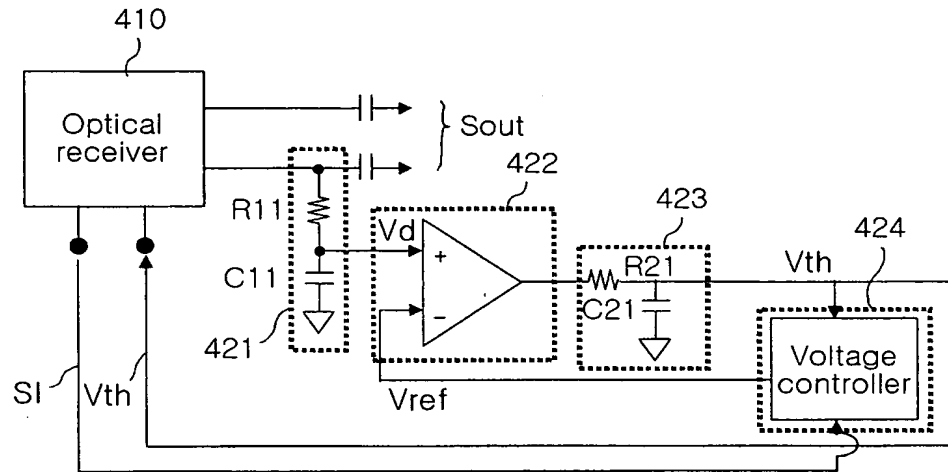 410
Optical
receiver
Sout
422
423
424
R11
Vd
+
R21
Vth
C11
C21
−
421
Voltage
controller
SI
Vth
Vref